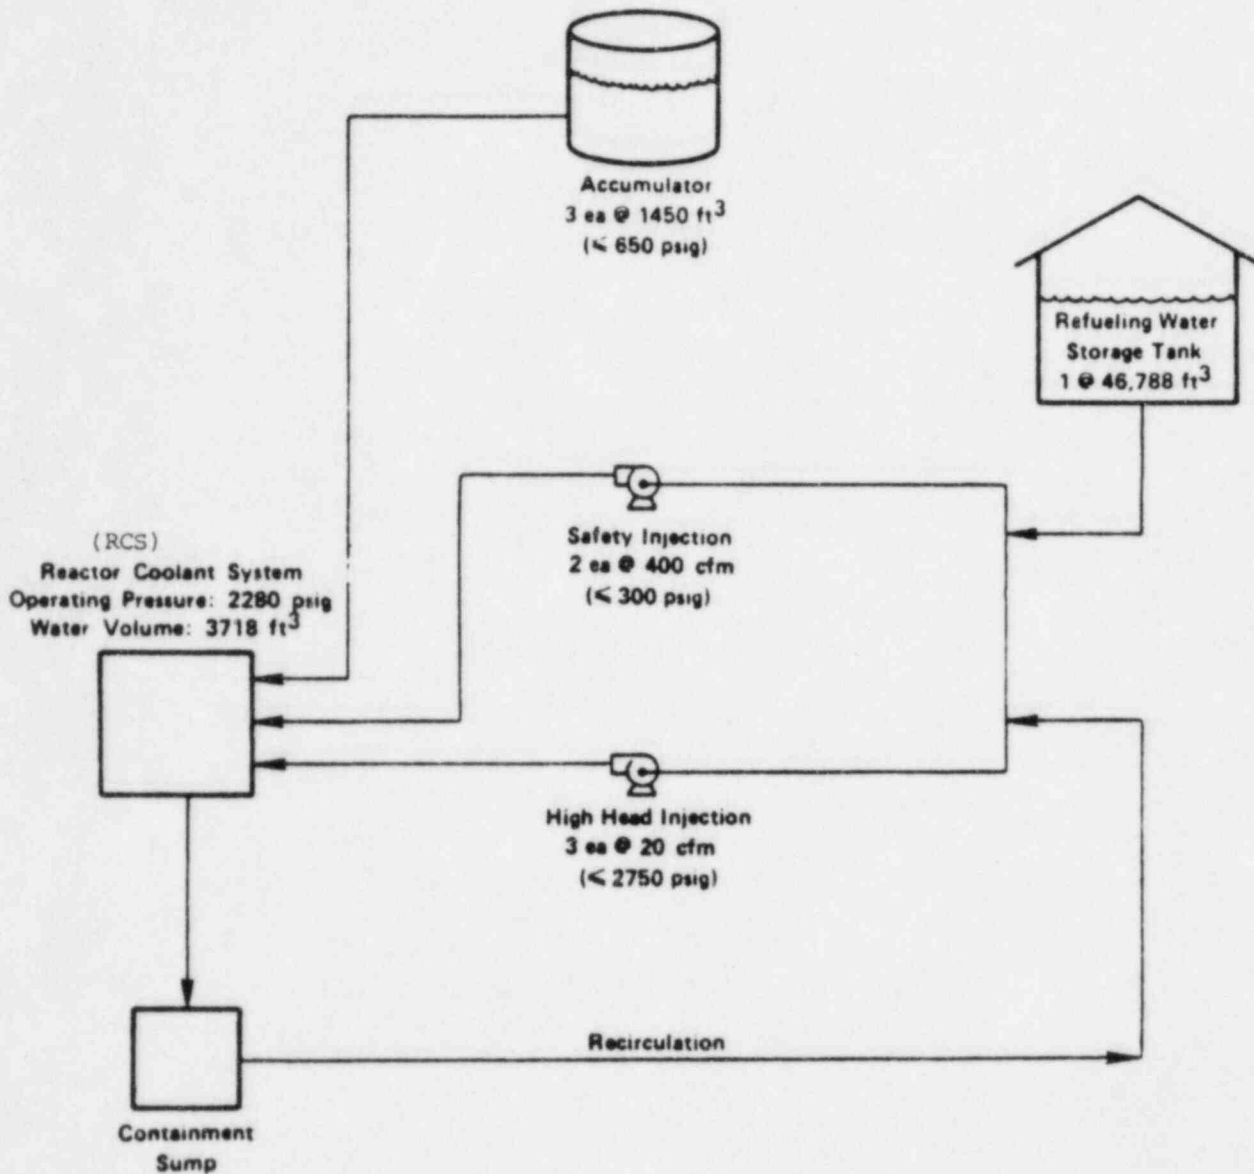 Accumulator
3 ea @ 1450 ft³
(≤ 650 psig)
Refueling Water
Storage Tank
1 @ 46,788 ft³
Safety Injection
2 ea @ 400 cfm
(≤ 300 psig)
(RCS)
Reactor Coolant System
Operating Pressure: 2280 psig
Water Volume: 3718 ft³
High Head Injection
3 ea @ 20 cfm
(≤ 2750 psig)
Recirculation
Containment
Sump